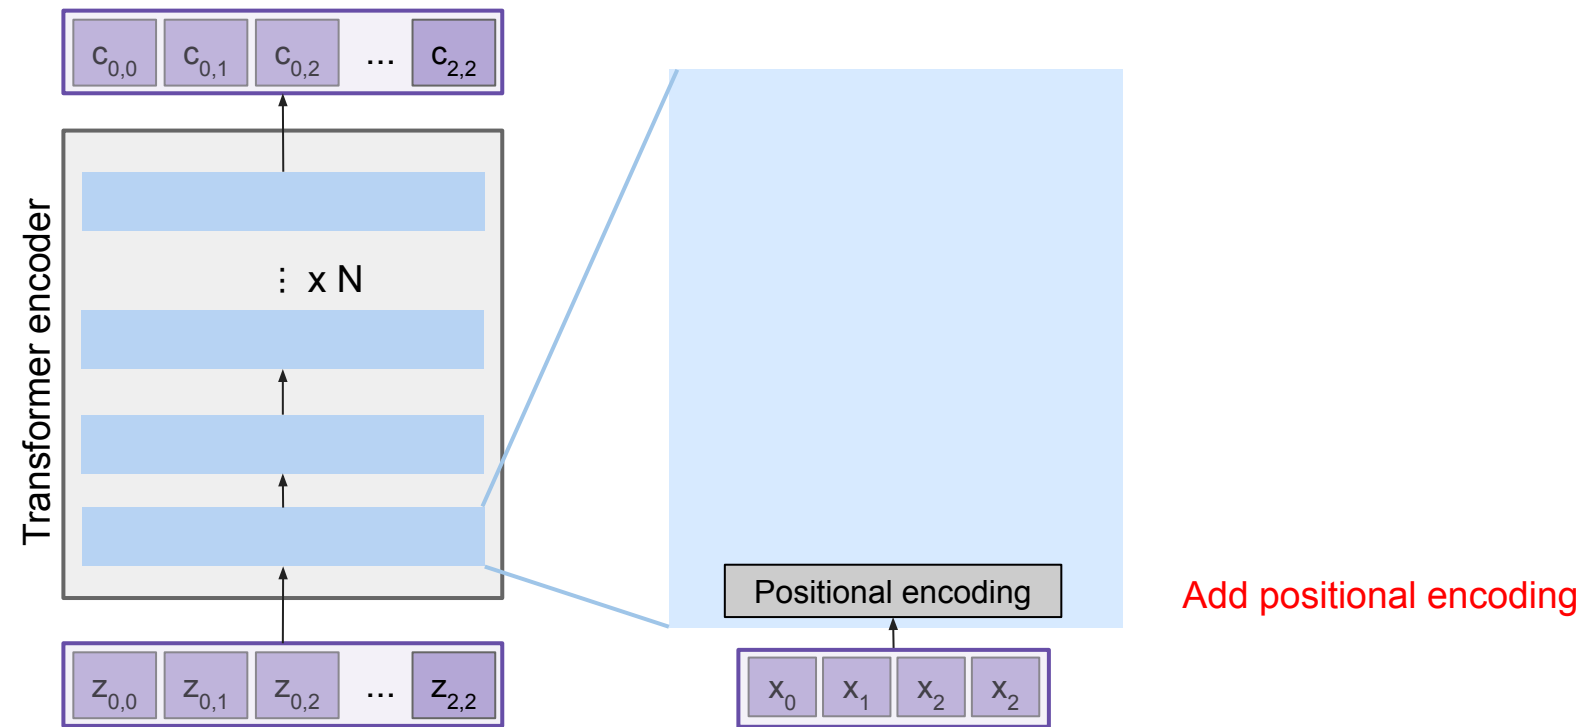 c0,0 c0,1 c0,2 ... c2,2
Transformer encoder
⋮ x N
Positional encoding
Add positional encoding
z0,0 z0,1 z0,2 ... z2,2
x0 x1 x2 x2